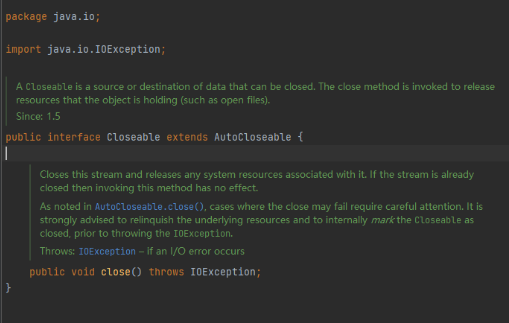 package java.io;
import java.io.IOException;
A Closeable is a source or destination of data that can be closed. The close method is invoked to release
resources that the object is holding (such as open files).
Since: 1.5
public interface Closeable extends AutoCloseable {
Closes this stream and releases any system resources associated with it. If the stream is already
closed then invoking this method has no effect.
As noted in AutoCloseable.close(), cases where the close may fail require careful attention. It is
strongly advised to relinquish the underlying resources and to internally mark the Closeable as
closed, prior to throwing the IOException.
Throws: IOException – if an I/O error occurs
public void close() throws IOException;
}